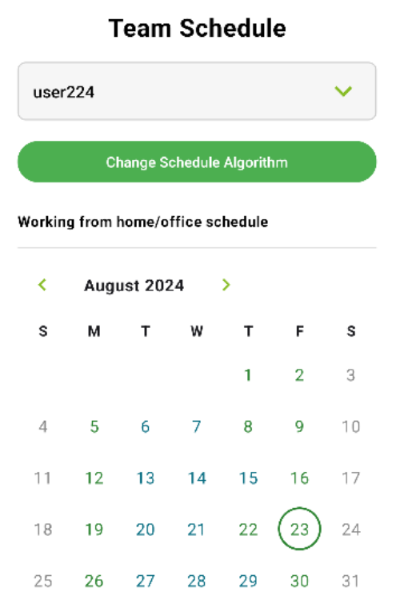 Team Schedule
user224
Change Schedule Algorithm
Working from home/office schedule
August 2024
S M T W T F S
1 2 3
4 5 6 7 8 9 10
11 12 13 14 15 16 17
18 19 20 21 22 23 24
25 26 27 28 29 30 31